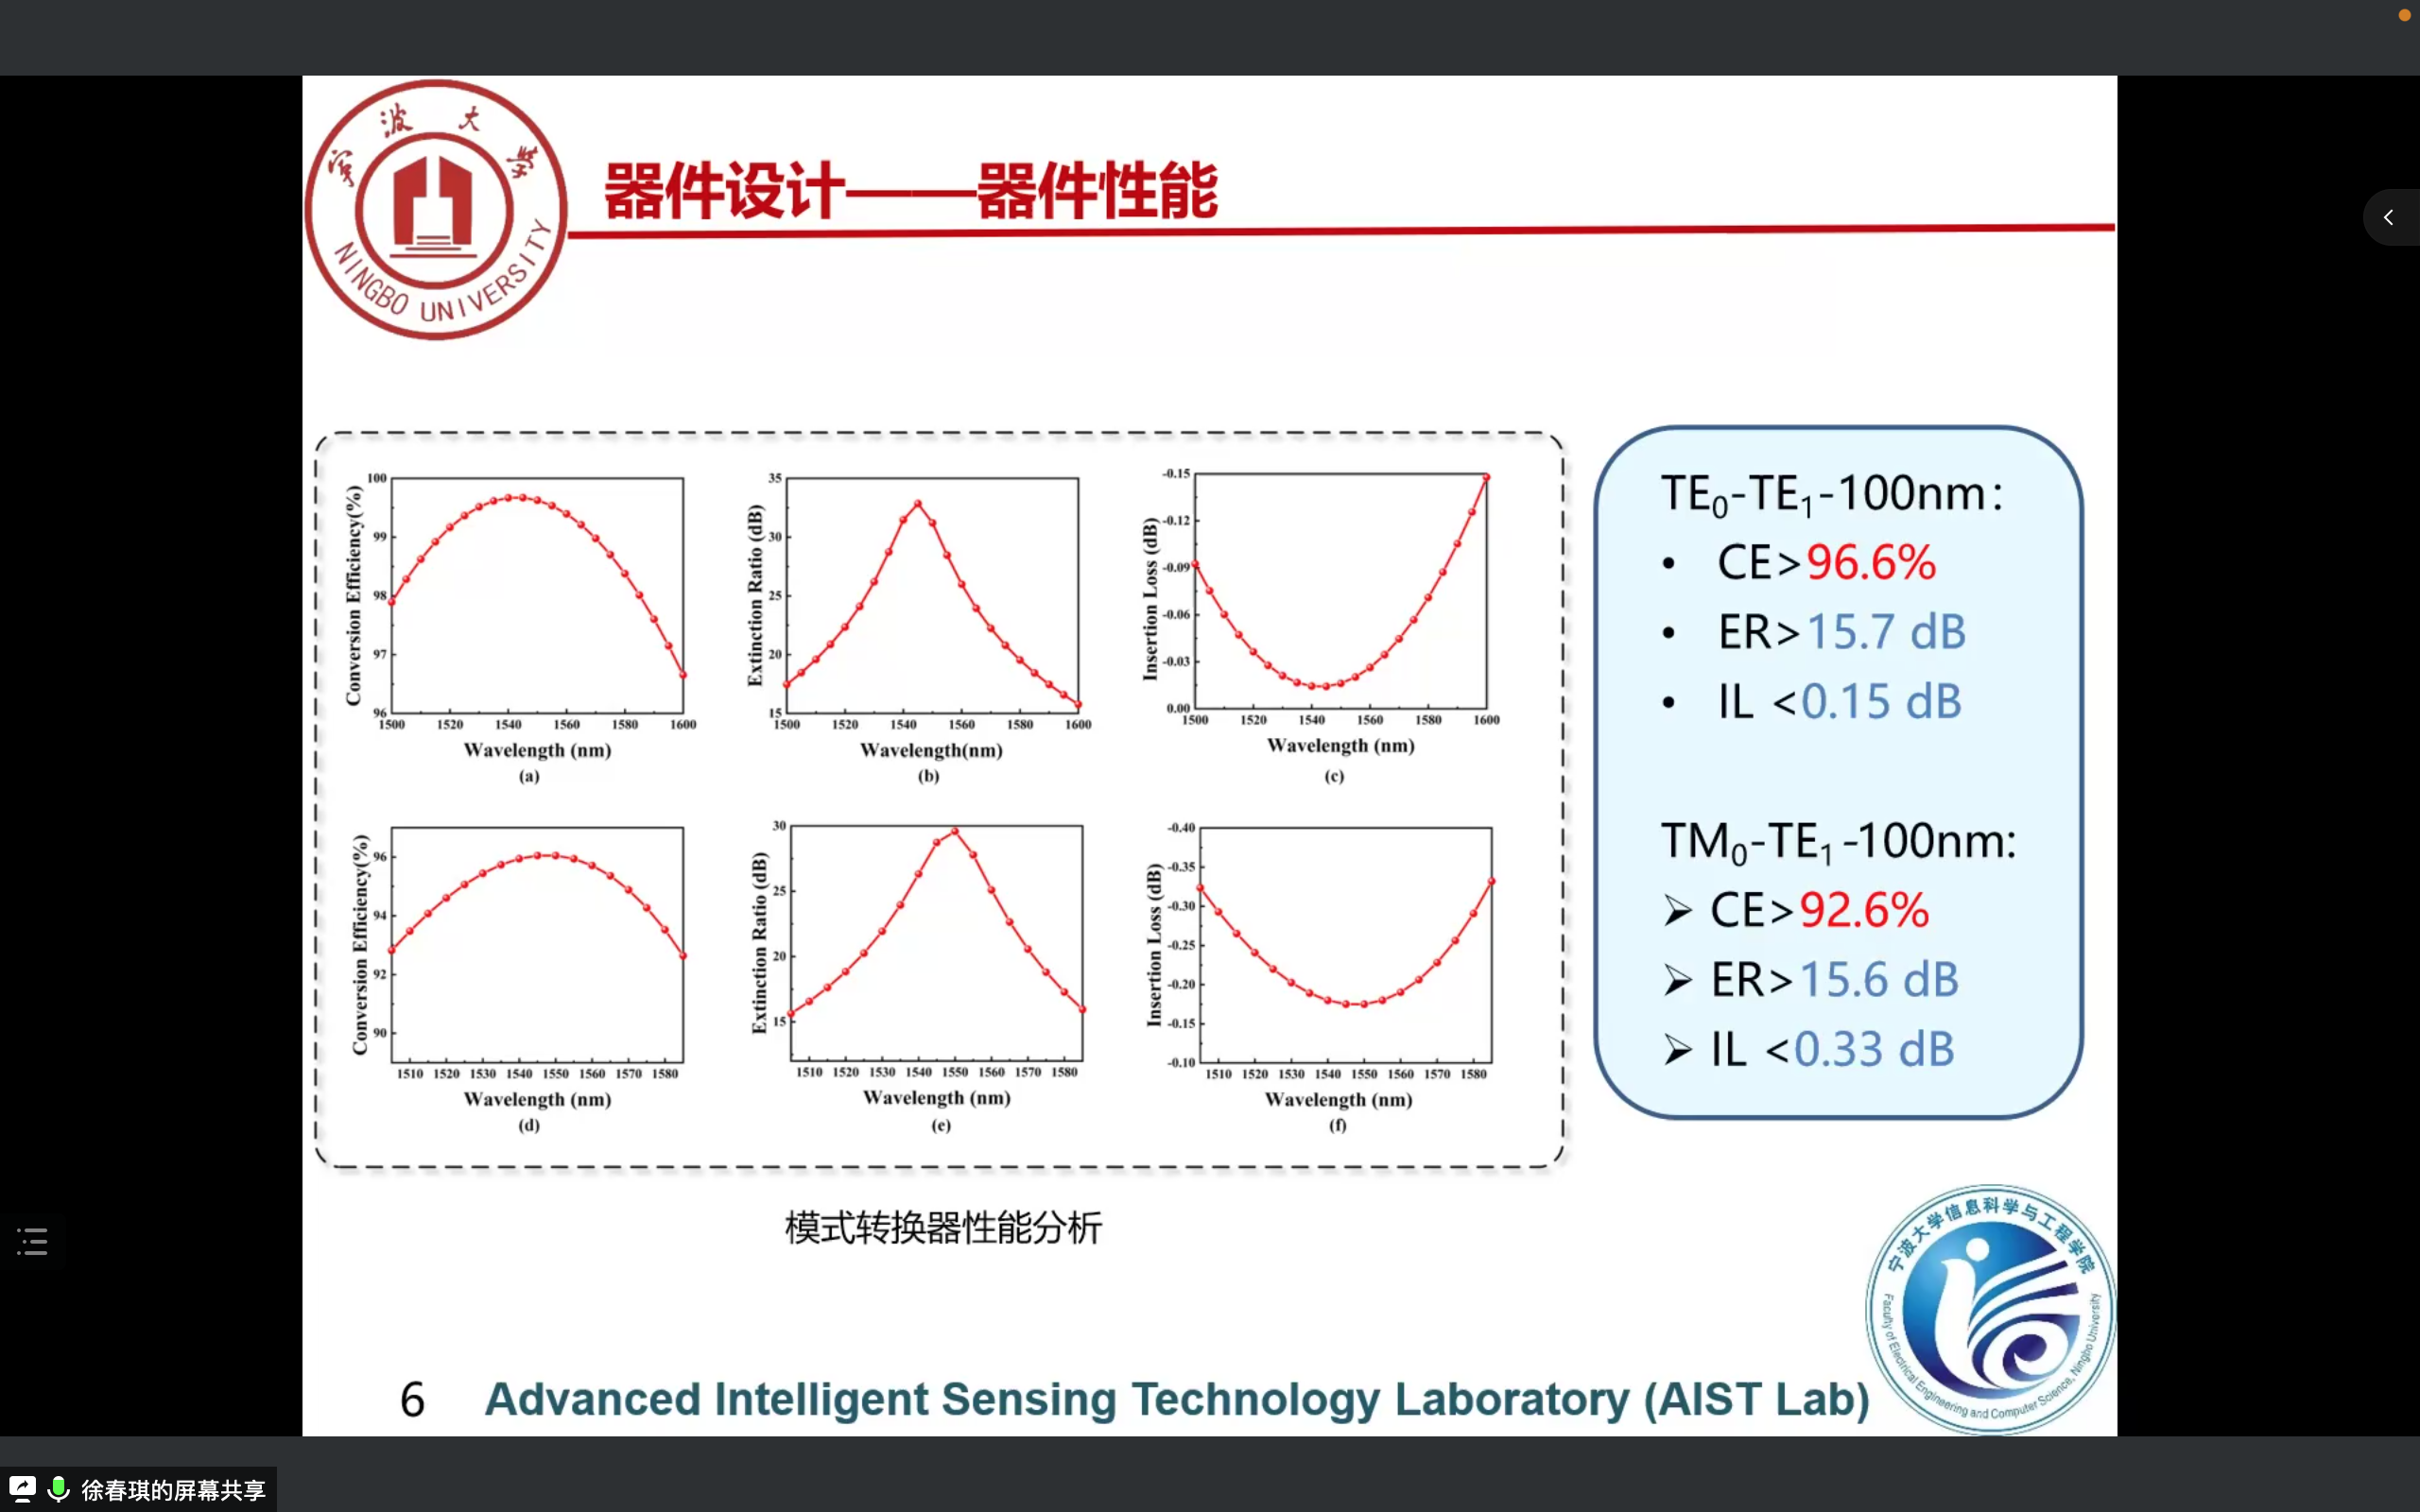 宁波大学
NINGBO UNIVERSITY
器件设计——器件性能
100
99
98
97
96
Conversion Efficiency(%)
1500 1520 1540 1560 1580 1600
Wavelength (nm)
(a)
35
30
25
20
15
Extinction Ratio (dB)
1500 1520 1540 1560 1580 1600
Wavelength(nm)
(b)
-0.15
-0.12
-0.09
-0.06
-0.03
0.00
Insertion Loss (dB)
1500 1520 1540 1560 1580 1600
Wavelength (nm)
(c)
96
94
92
90
Conversion Efficiency(%)
1510 1520 1530 1540 1550 1560 1570 1580
Wavelength (nm)
(d)
30
25
20
15
Extinction Ratio (dB)
1510 1520 1530 1540 1550 1560 1570 1580
Wavelength (nm)
(e)
-0.40
-0.35
-0.30
-0.25
-0.20
-0.15
-0.10
Insertion Loss (dB)
1510 1520 1530 1540 1550 1560 1570 1580
Wavelength (nm)
(f)
TE₀-TE₁-100nm：
• CE>96.6%
• ER>15.7 dB
• IL <0.15 dB
TM₀-TE₁-100nm:
➢ CE>92.6%
➢ ER>15.6 dB
➢ IL <0.33 dB
模式转换器性能分析
宁波大学信息科学与工程学院
Faculty of Electrical Engineering and Computer Science, Ningbo University
6 Advanced Intelligent Sensing Technology Laboratory (AIST Lab)
徐春琪的屏幕共享